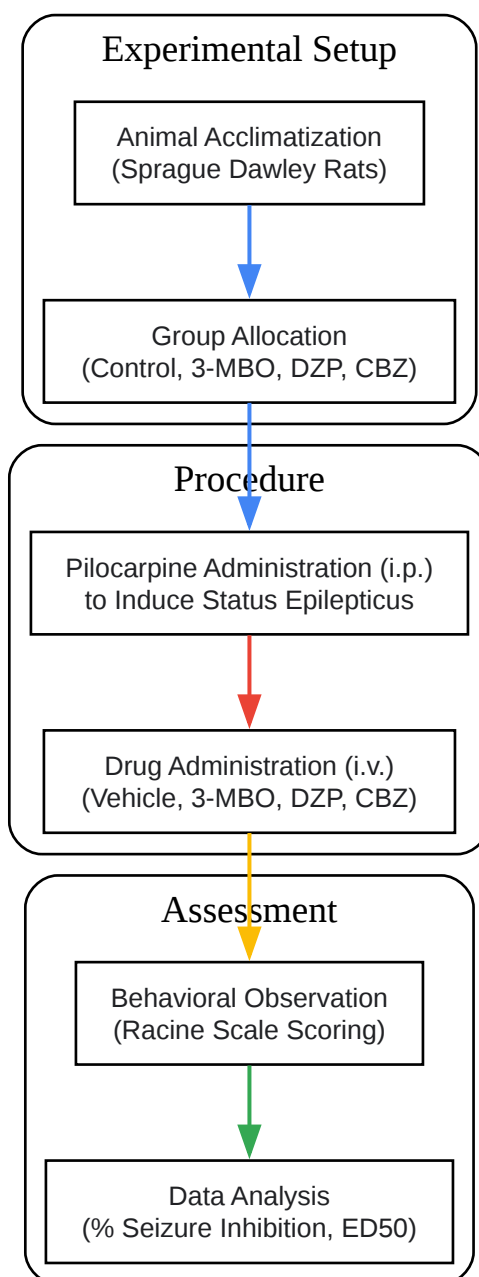 Experimental Setup
Animal Acclimatization
(Sprague Dawley Rats)
Group Allocation
(Control, 3-MBO, DZP, CBZ)
Procedure
Pilocarpine Administration (i.p.)
to Induce Status Epilepticus
Drug Administration (i.v.)
(Vehicle, 3-MBO, DZP, CBZ)
Assessment
Behavioral Observation
(Racine Scale Scoring)
Data Analysis
(% Seizure Inhibition, ED50)